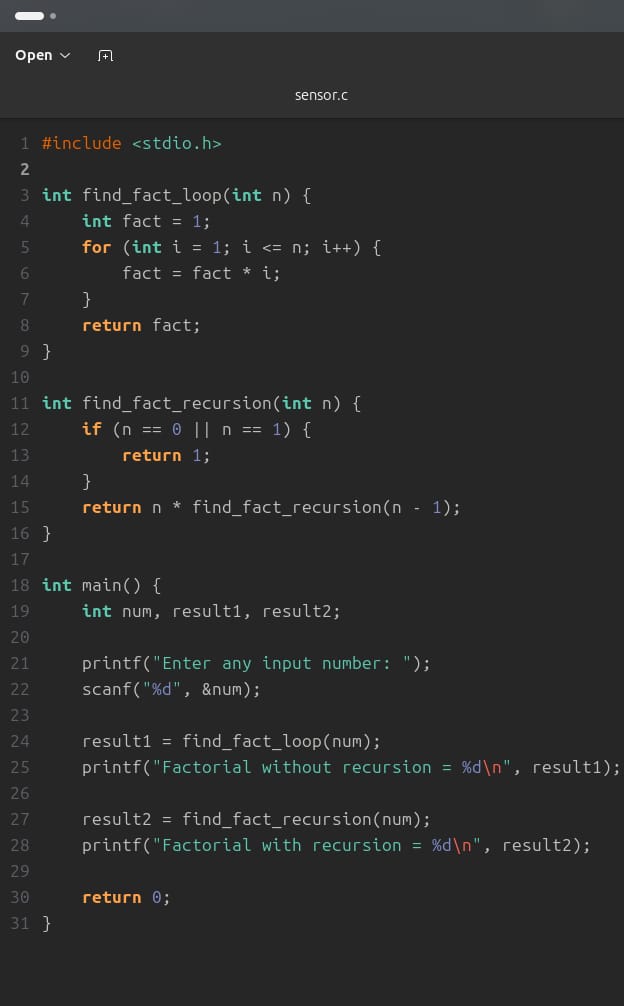 Open
sensor.c
1 #include <stdio.h>
2
3 int find_fact_loop(int n) {
4     int fact = 1;
5     for (int i = 1; i <= n; i++) {
6         fact = fact * i;
7     }
8     return fact;
9 }
10
11 int find_fact_recursion(int n) {
12     if (n == 0 || n == 1) {
13         return 1;
14     }
15     return n * find_fact_recursion(n - 1);
16 }
17
18 int main() {
19     int num, result1, result2;
20
21     printf("Enter any input number: ");
22     scanf("%d", &num);
23
24     result1 = find_fact_loop(num);
25     printf("Factorial without recursion = %d\n", result1);
26
27     result2 = find_fact_recursion(num);
28     printf("Factorial with recursion = %d\n", result2);
29
30     return 0;
31 }